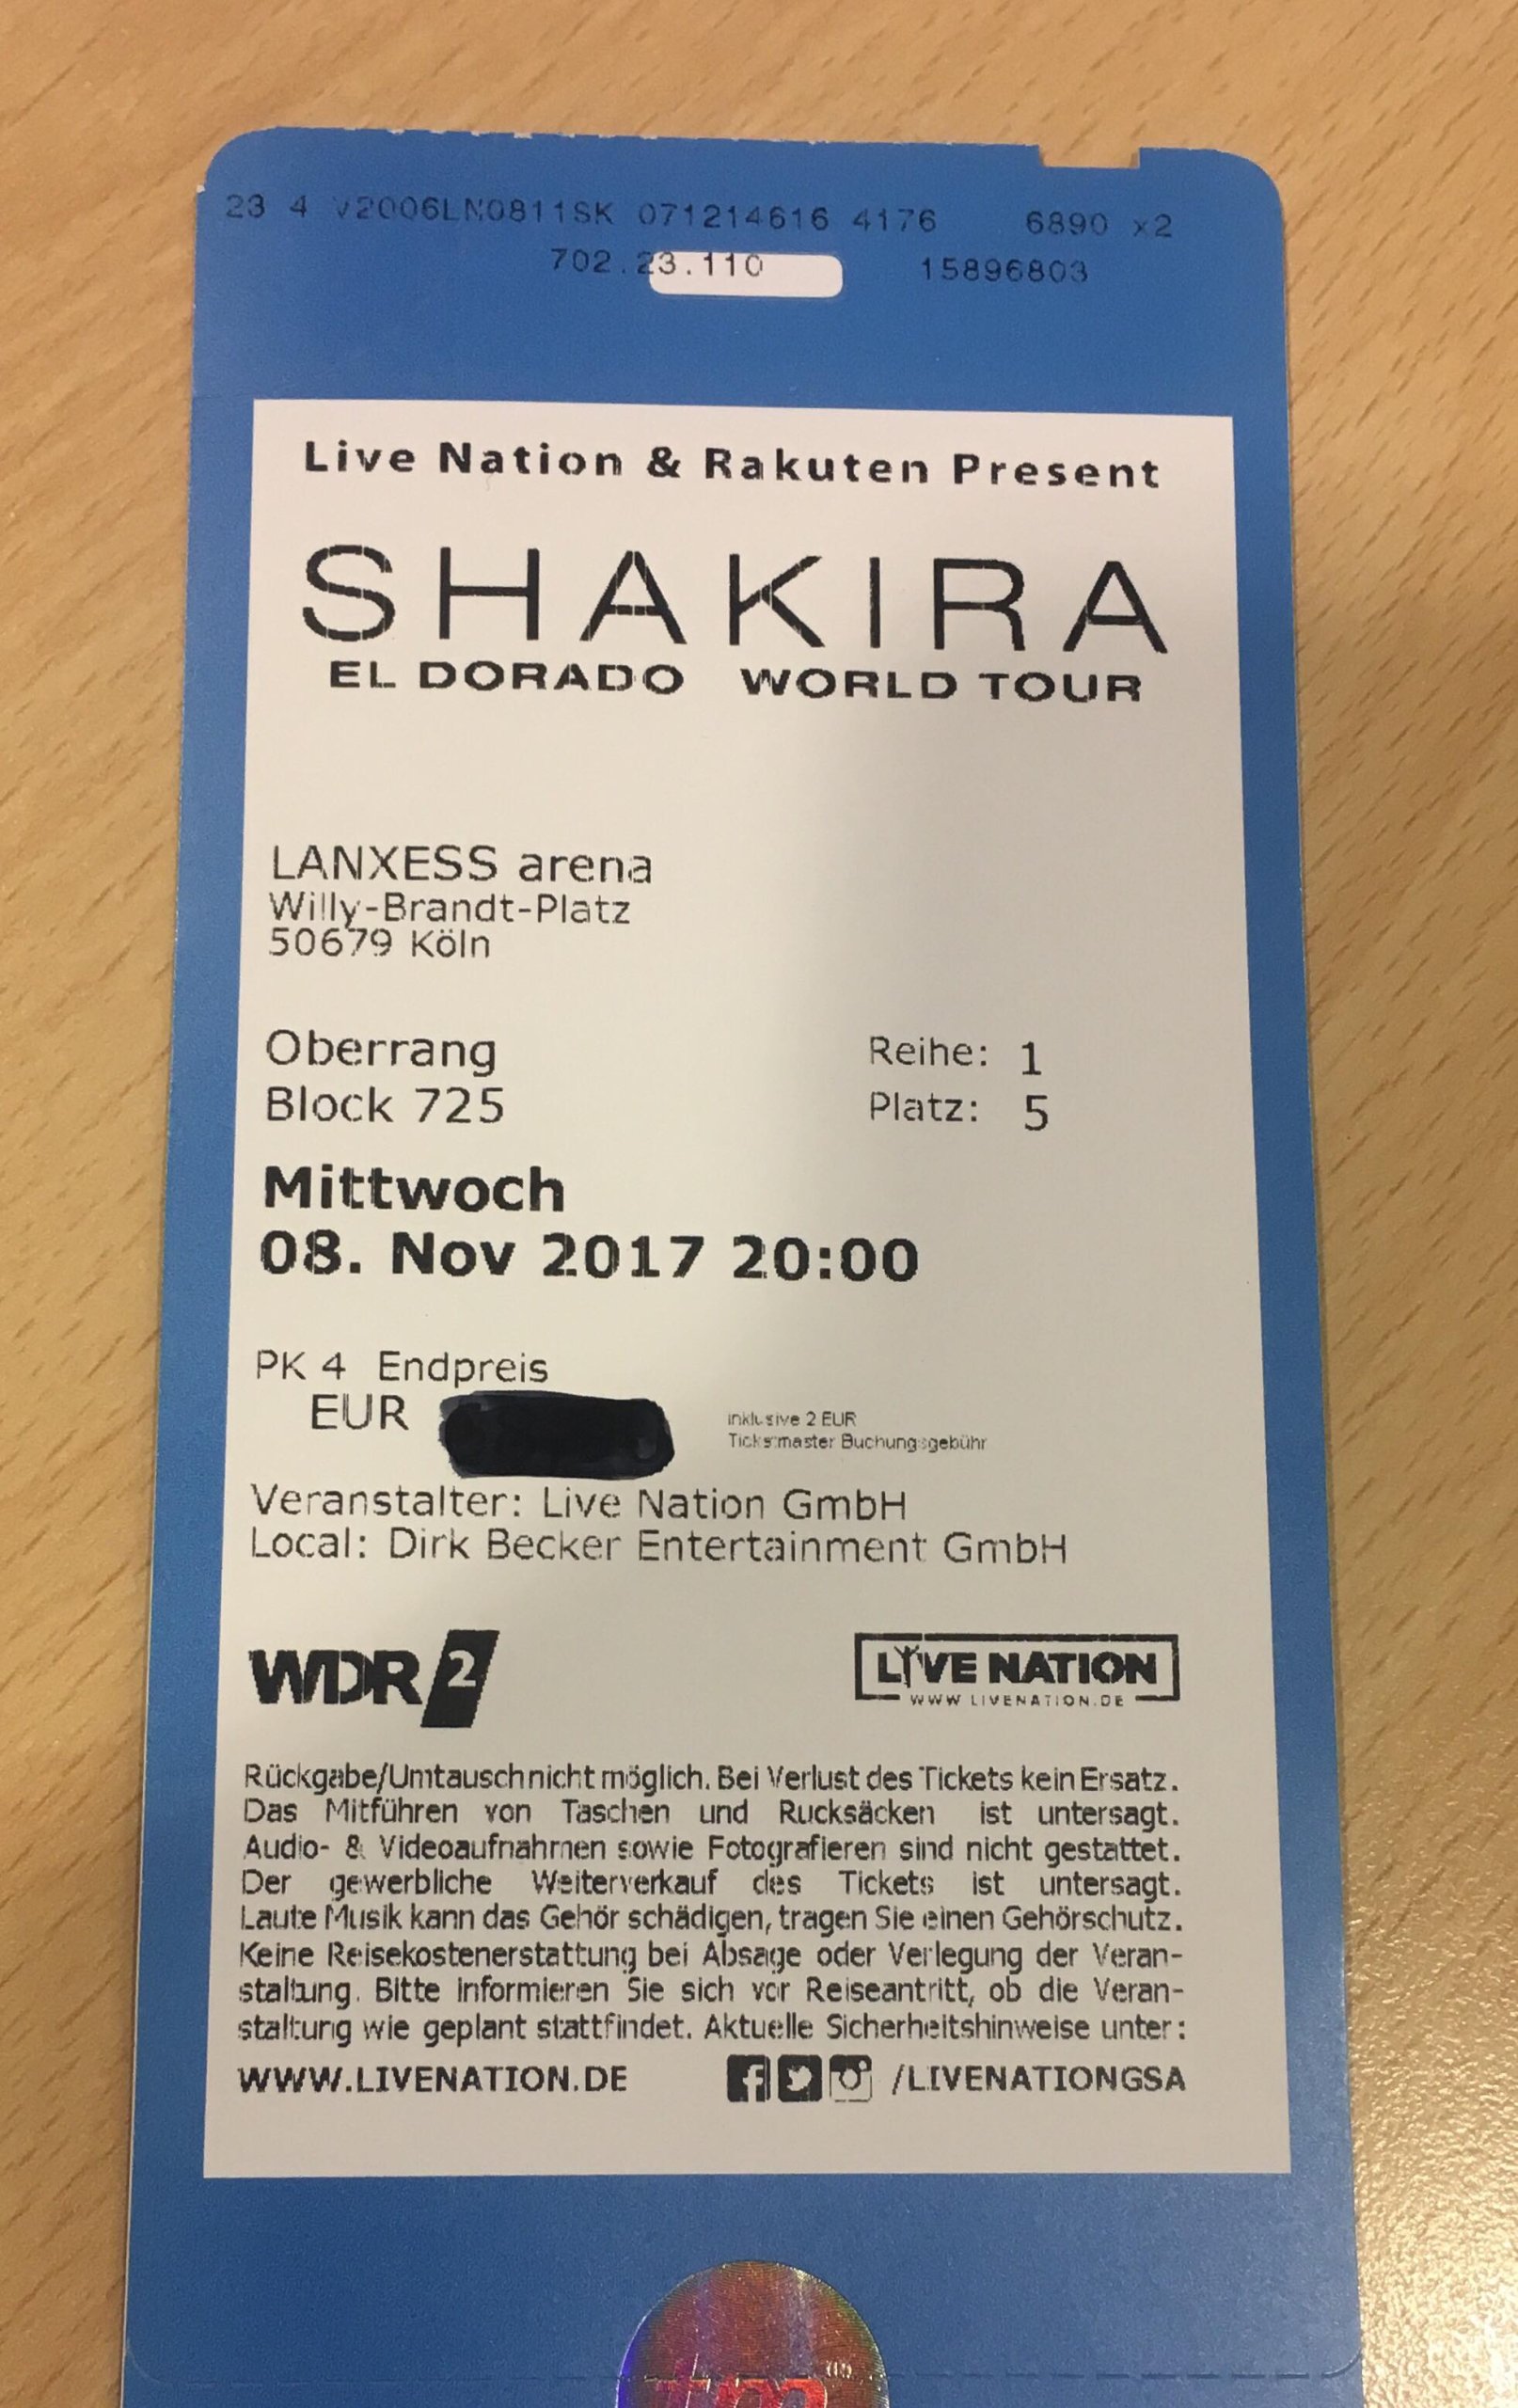 23 4 V2006LN0811SK 071214616 4176 6890 x2
702.23.110 15896803
Live Nation & Rakuten Present
SHAKIRA
EL DORADO WORLD TOUR
LANXESS arena
Willy-Brandt-Platz
50679 Köln
Oberrang Reihe: 1
Block 725 Platz: 5
Mittwoch
08. Nov 2017 20:00
PK 4 Endpreis
EUR
inklusive 2 EUR
Ticketmaster Buchungsgebühr
Veranstalter: Live Nation GmbH
Local: Dirk Becker Entertainment GmbH
WDR 2 LIVE NATION
WWW.LIVENATION.DE
Rückgabe/Umtausch nicht möglich. Bei Verlust des Tickets kein Ersatz.
Das Mitführen von Taschen und Rucksäcken ist untersagt.
Audio- & Videoaufnahmen sowie Fotografieren sind nicht gestattet.
Der gewerbliche Weiterverkauf des Tickets ist untersagt.
Laute Musik kann das Gehör schädigen, tragen Sie einen Gehörschutz.
Keine Reisekostenerstattung bei Absage oder Verlegung der Veran-
staltung. Bitte informieren Sie sich vor Reiseantritt, ob die Veran-
staltung wie geplant stattfindet. Aktuelle Sicherheitshinweise unter:
WWW.LIVENATION.DE /LIVENATIONGSA